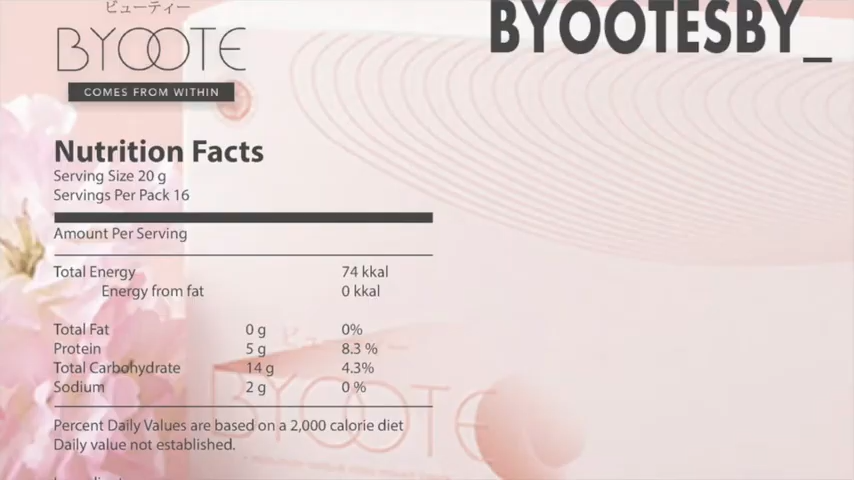 ビューティー
BYOOTE
COMES FROM WITHIN
BYOOTESBY_
Nutrition Facts
Serving Size 20 g
Servings Per Pack 16
Amount Per Serving
Total Energy 74 kkal
Energy from fat 0 kkal
Total Fat 0 g 0%
Protein 5 g 8.3 %
Total Carbohydrate 14 g 4.3%
Sodium 2 g 0 %
Percent Daily Values are based on a 2,000 calorie diet
Daily value not established.
BYOOTE